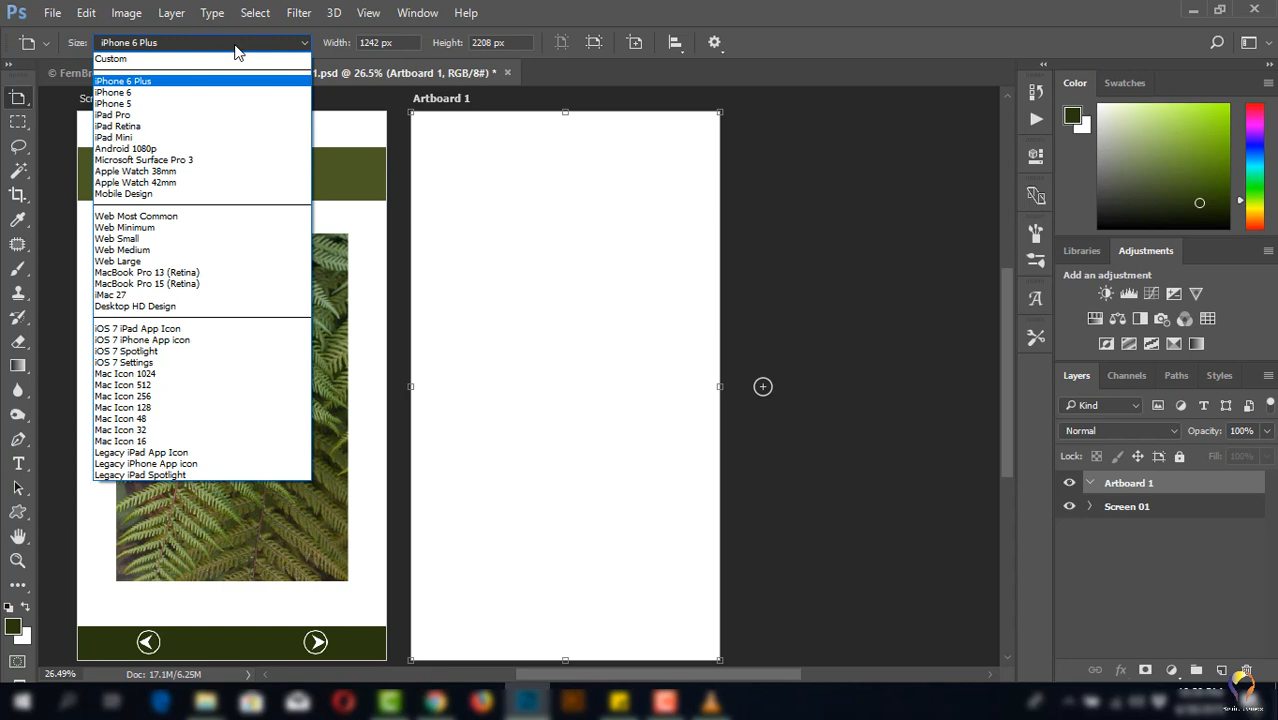 Ps File Edit Image Layer Type Select Filter 3D View Window Help
Size: iPhone 6 Plus Width: 1242 px Height: 2208 px
© FernBr
1.psd @ 26.5% (Artboard 1, RGB/8#) * ×
Custom
iPhone 6 Plus
iPhone 6
iPhone 5
iPad Pro
iPad Retina
iPad Mini
Android 1080p
Microsoft Surface Pro 3
Apple Watch 38mm
Apple Watch 42mm
Mobile Design
Web Most Common
Web Minimum
Web Small
Web Medium
Web Large
MacBook Pro 13 (Retina)
MacBook Pro 15 (Retina)
iMac 27
Desktop HD Design
iOS 7 iPad App Icon
iOS 7 iPhone App icon
iOS 7 Spotlight
iOS 7 Settings
Mac Icon 1024
Mac Icon 512
Mac Icon 256
Mac Icon 128
Mac Icon 48
Mac Icon 32
Mac Icon 16
Legacy iPad App Icon
Legacy iPhone App icon
Legacy iPad Spotlight
Sc
Artboard 1
Color Swatches
Libraries Adjustments
Add an adjustment
Layers Channels Paths Styles
Kind
Normal Opacity: 100%
Lock: Fill: 100%
Artboard 1
Screen 01
26.49% Doc: 17.1M/6.25M